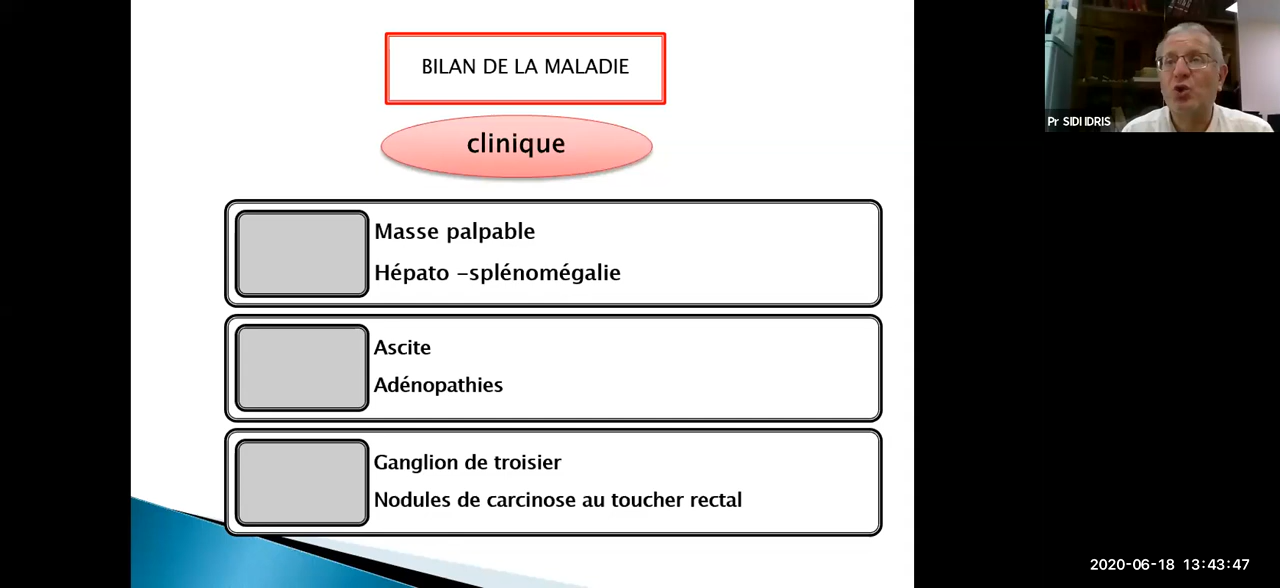 BILAN DE LA MALADIE
clinique
Masse palpable
Hépato -splénomégalie
Ascite
Adénopathies
Ganglion de troisier
Nodules de carcinose au toucher rectal
Pr SIDI IDRIS
2020-06-18 13:43:47